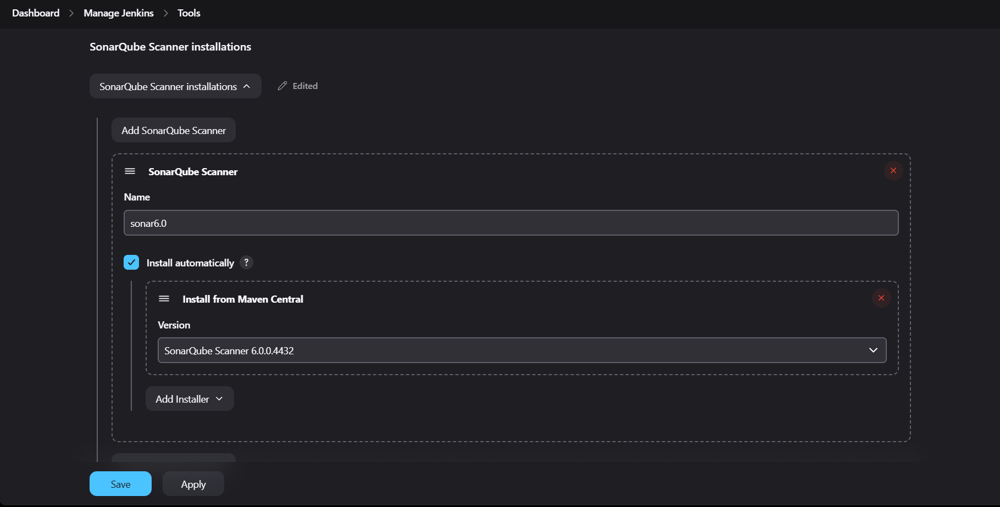 Dashboard > Manage Jenkins > Tools
SonarQube Scanner installations
SonarQube Scanner installations Edited
Add SonarQube Scanner
SonarQube Scanner
Name
sonar6.0
Install automatically ?
Install from Maven Central
Version
SonarQube Scanner 6.0.0.4432
Add Installer
Save Apply